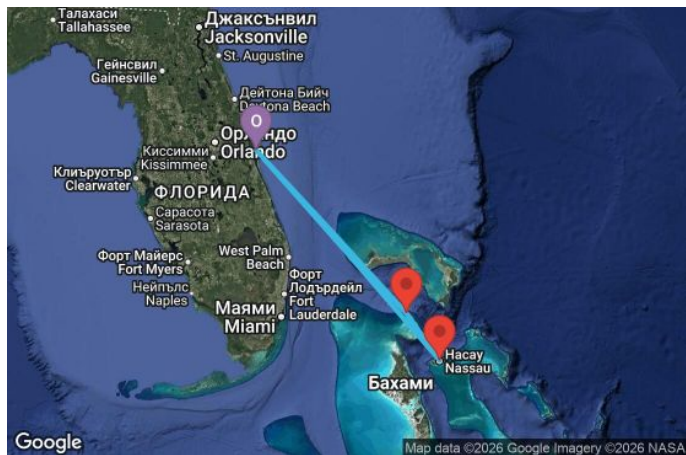 Талахаси
Tallahassee
Джаксънвил
Jacksonville
St. Augustine
Гейнсвил
Gainesville
Дейтона Бийч
Daytona Beach
O
Орландо
Orlando
Кисcимми
Kissimmee
Клиъруотър
Clearwater
ФЛОРИДА
Сарасота
Sarasota
Форт Майерс
Fort Myers
West Palm
Beach
Нейпълс
Naples
Форт
Лодърдейл
Fort
Lauderdale
Маями
Miami
Насау
Nassau
Бахами
Google
Map data ©2026 Google Imagery ©2026 NASA